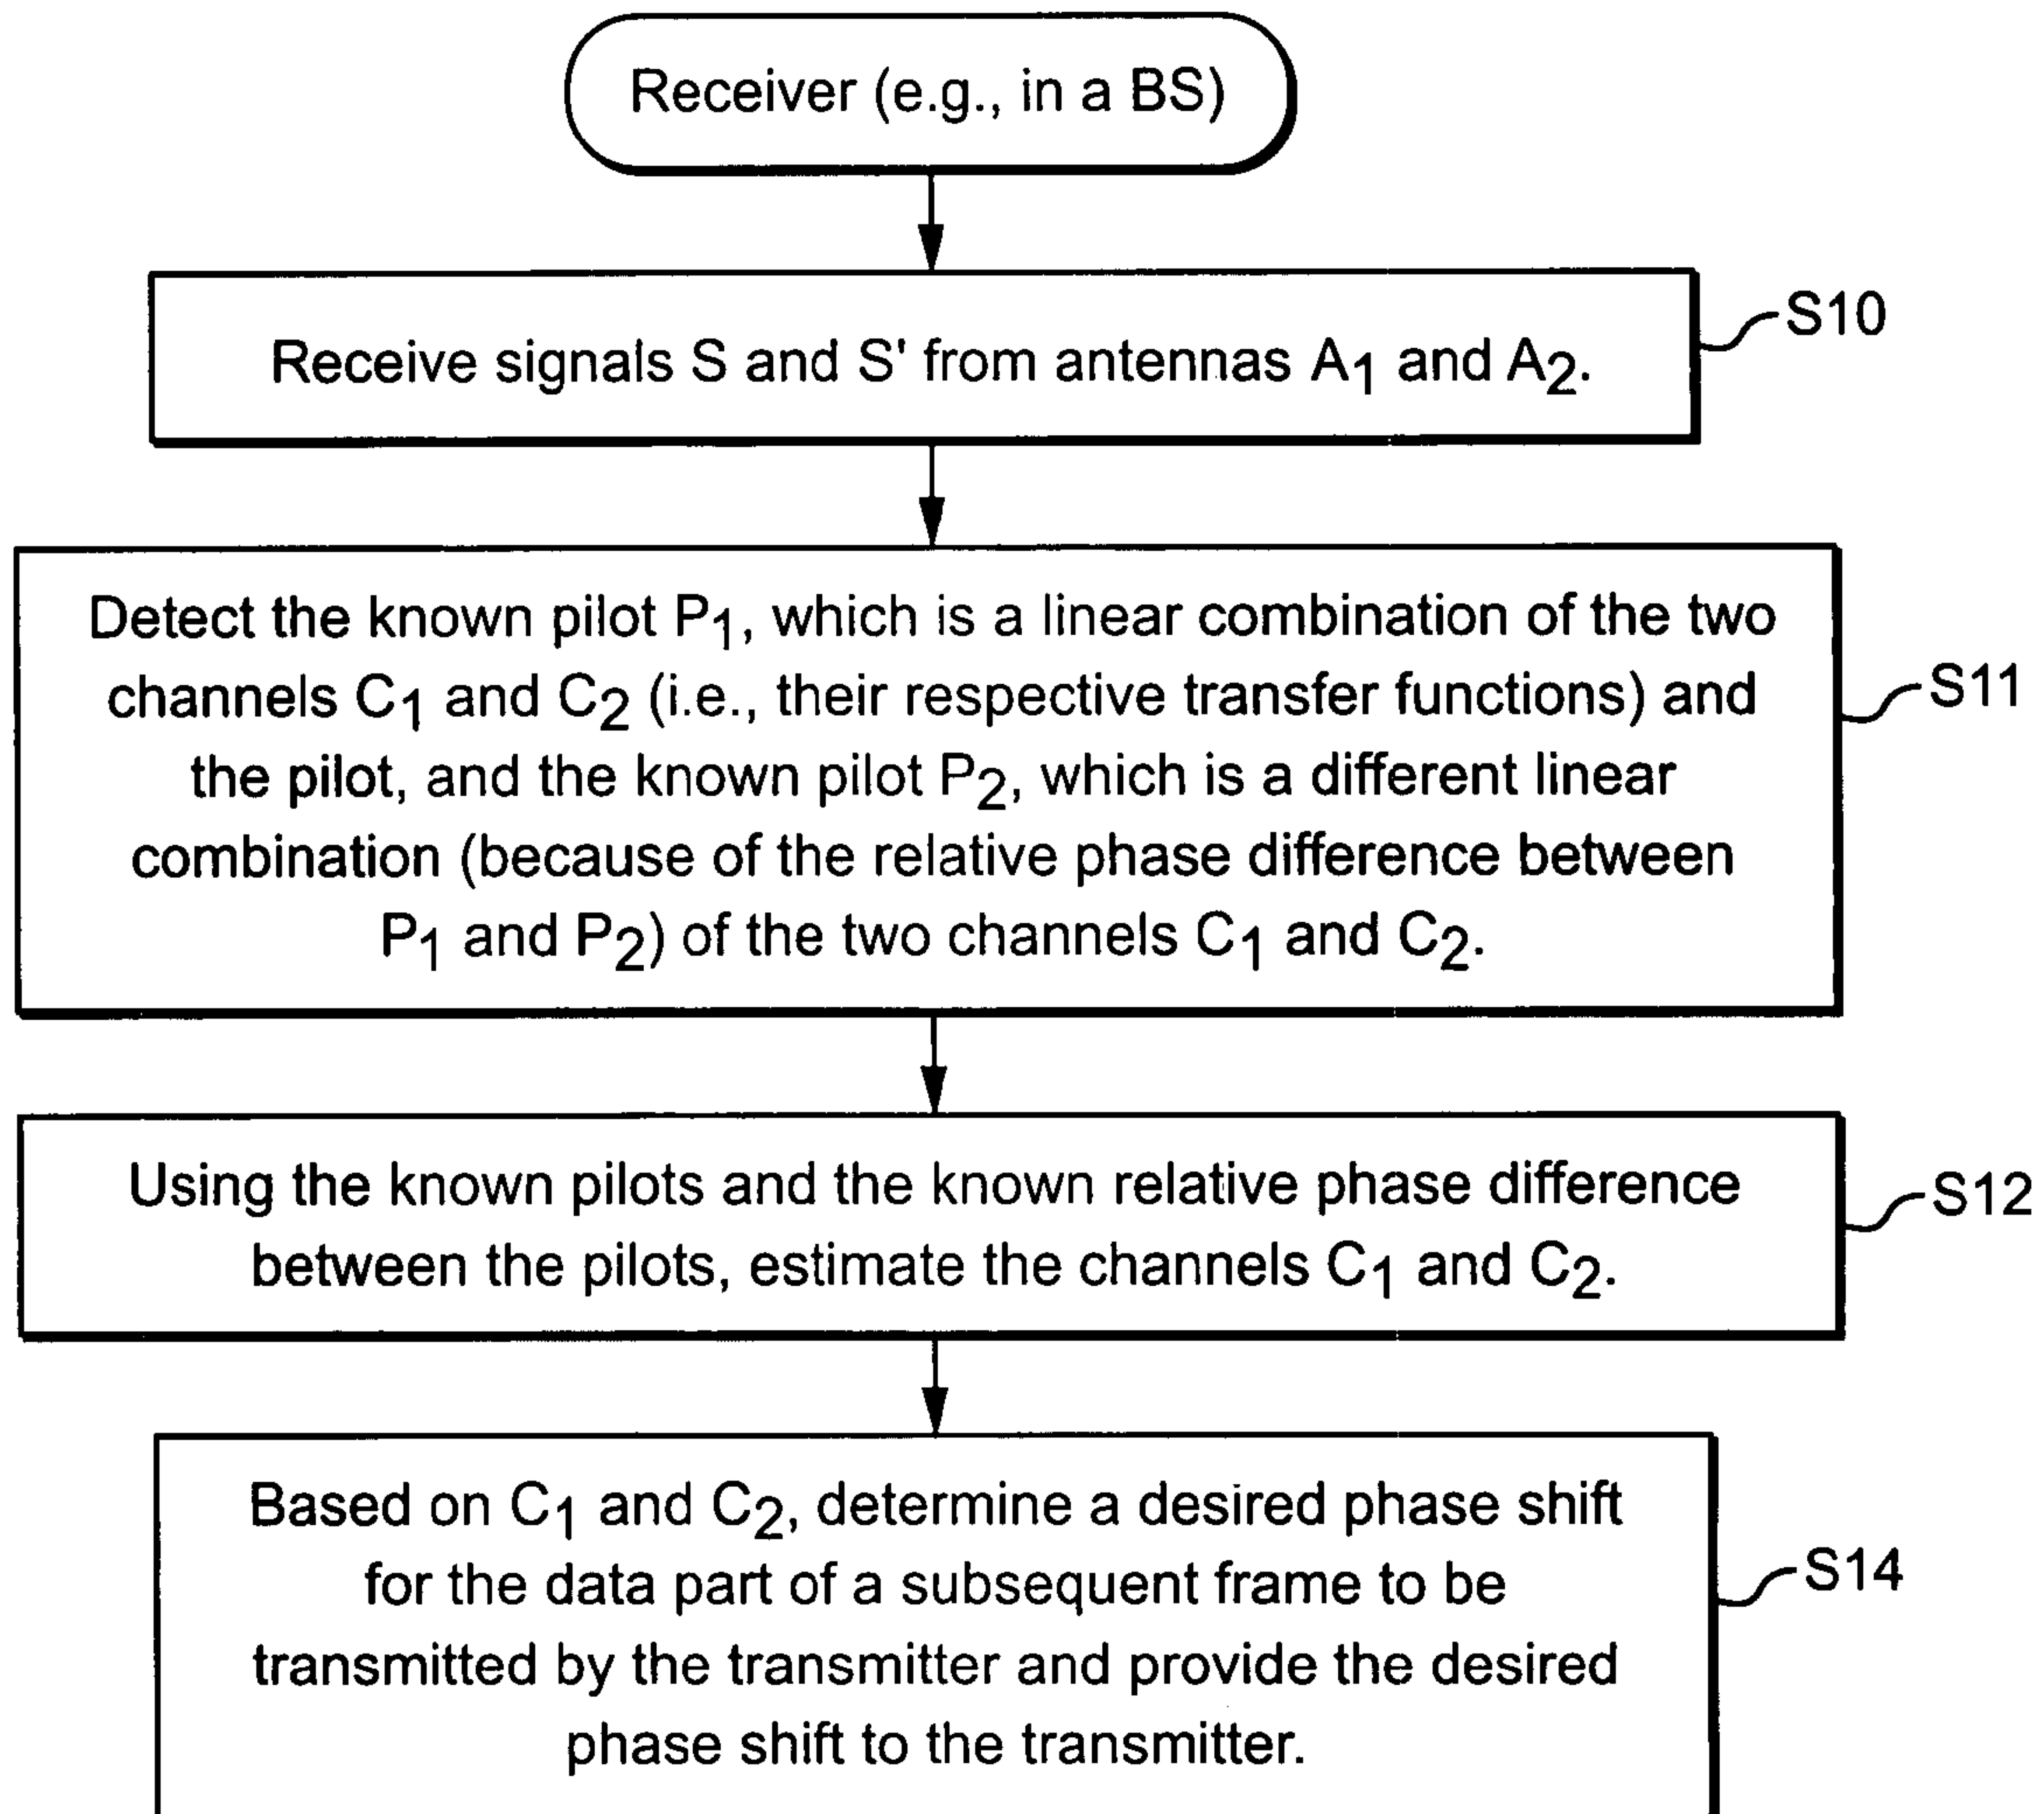 Receiver (e.g., in a BS)
S10
Receive signals S and S' from antennas A1 and A2.
Detect the known pilot P1, which is a linear combination of the two
channels C1 and C2 (i.e., their respective transfer functions) and
the pilot, and the known pilot P2, which is a different linear
combination (because of the relative phase difference between
P1 and P2) of the two channels C1 and C2.
S11
Using the known pilots and the known relative phase difference
between the pilots, estimate the channels C1 and C2.
S12
Based on C1 and C2, determine a desired phase shift
for the data part of a subsequent frame to be
transmitted by the transmitter and provide the desired
phase shift to the transmitter.
S14